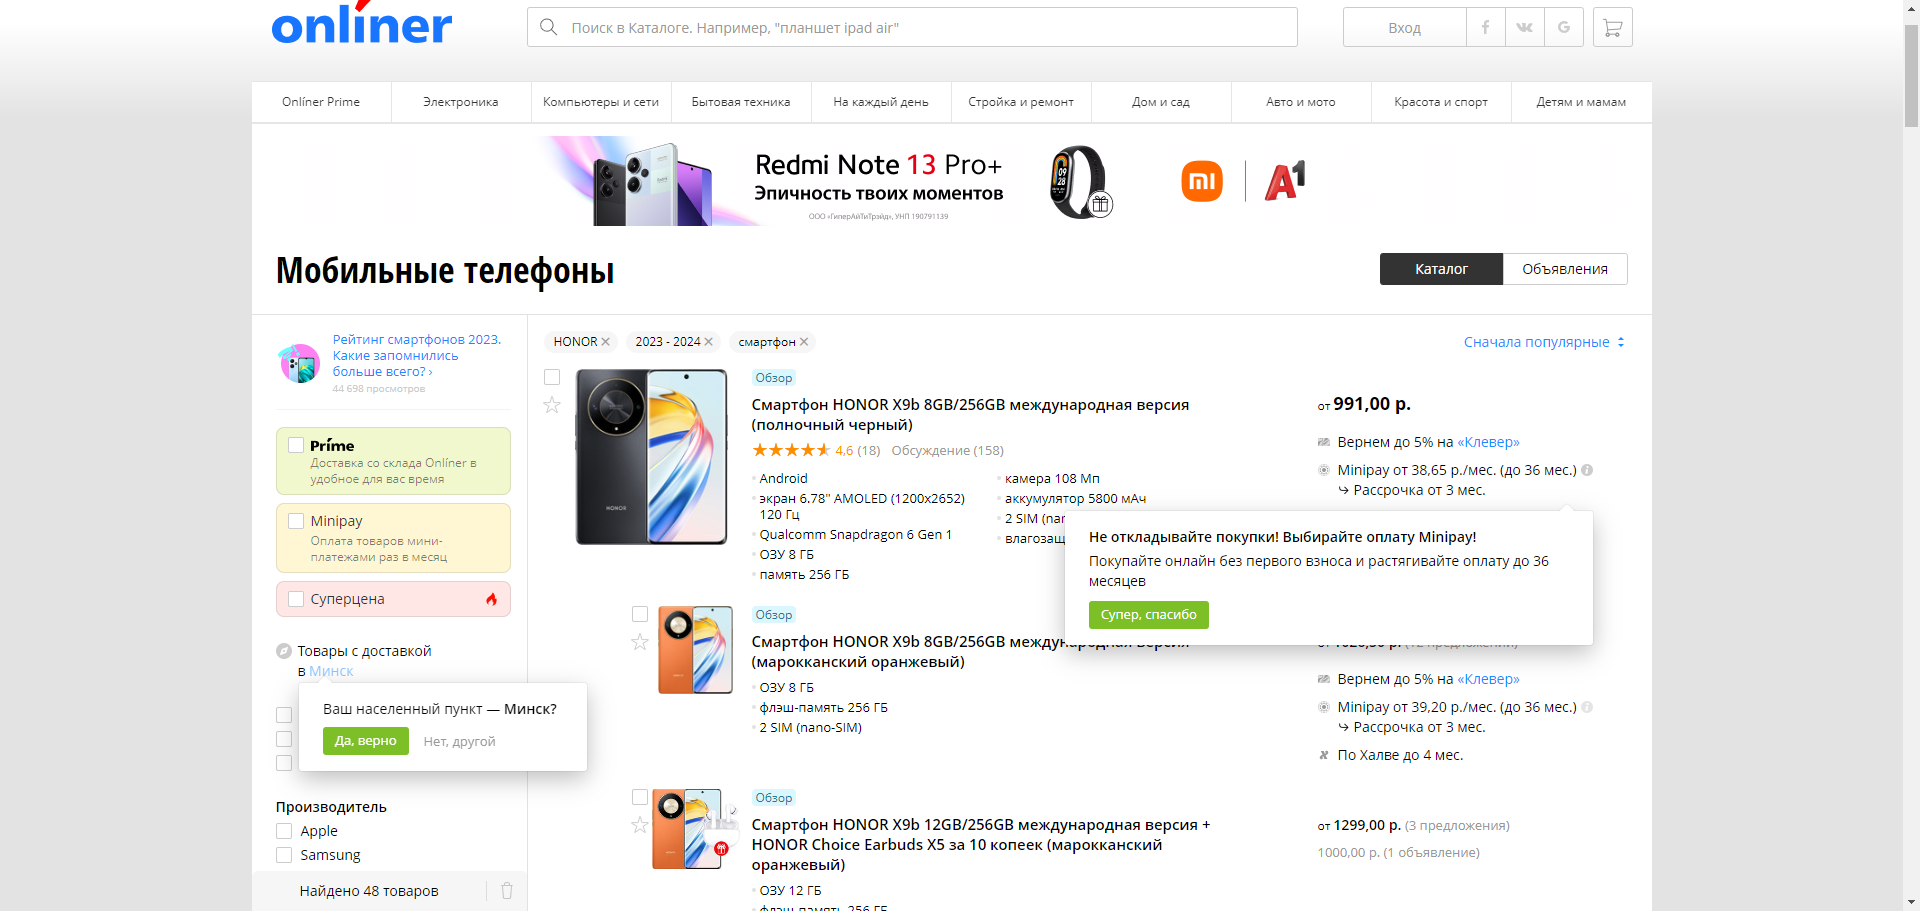 onlíner
Поиск в Каталоге. Например, "планшет ipad air"
Вход
Onlíner Prime
Электроника
Компьютеры и сети
Бытовая техника
На каждый день
Стройка и ремонт
Дом и сад
Авто и мото
Красота и спорт
Детям и мамам
Redmi Note 13 Pro+
Эпичность твоих моментов
ООО «ГиперАйТиТрэйд», УНП 190791139
mi
A1
Мобильные телефоны
Каталог
Объявления
Рейтинг смартфонов 2023.
Какие запомнились
больше всего? ›
44 698 просмотров
Príme
Доставка со склада Onlíner в
удобное для вас время
Minipay
Оплата товаров мини-
платежами раз в месяц
Суперцена
Товары с доставкой
в Минск
Ваш населенный пункт — Минск?
Да, верно
Нет, другой
Производитель
Apple
Samsung
Найдено 48 товаров
HONOR
2023 - 2024
смартфон
Сначала популярные
Обзор
Смартфон HONOR X9b 8GB/256GB международная версия
(полночный черный)
4,6 (18) Обсуждение (158)
Android
экран 6.78" AMOLED (1200x2652)
120 Гц
Qualcomm Snapdragon 6 Gen 1
ОЗУ 8 ГБ
память 256 ГБ
камера 108 Мп
аккумулятор 5800 мАч
2 SIM (nan
влагозащ
от 991,00 р.
Вернем до 5% на «Клевер»
Minipay от 38,65 р./мес. (до 36 мес.)
Рассрочка от 3 мес.
Не откладывайте покупки! Выбирайте оплату Minipay!
Покупайте онлайн без первого взноса и растягивайте оплату до 36
месяцев
Супер, спасибо
Обзор
Смартфон HONOR X9b 8GB/256GB международная версия
(марокканский оранжевый)
ОЗУ 8 ГБ
флэш-память 256 ГБ
2 SIM (nano-SIM)
Вернем до 5% на «Клевер»
Minipay от 39,20 р./мес. (до 36 мес.)
Рассрочка от 3 мес.
По Халве до 4 мес.
Обзор
Смартфон HONOR X9b 12GB/256GB международная версия +
HONOR Choice Earbuds X5 за 10 копеек (марокканский
оранжевый)
ОЗУ 12 ГБ
флэш-память 256 ГБ
от 1299,00 р. (3 предложения)
1000,00 р. (1 объявление)